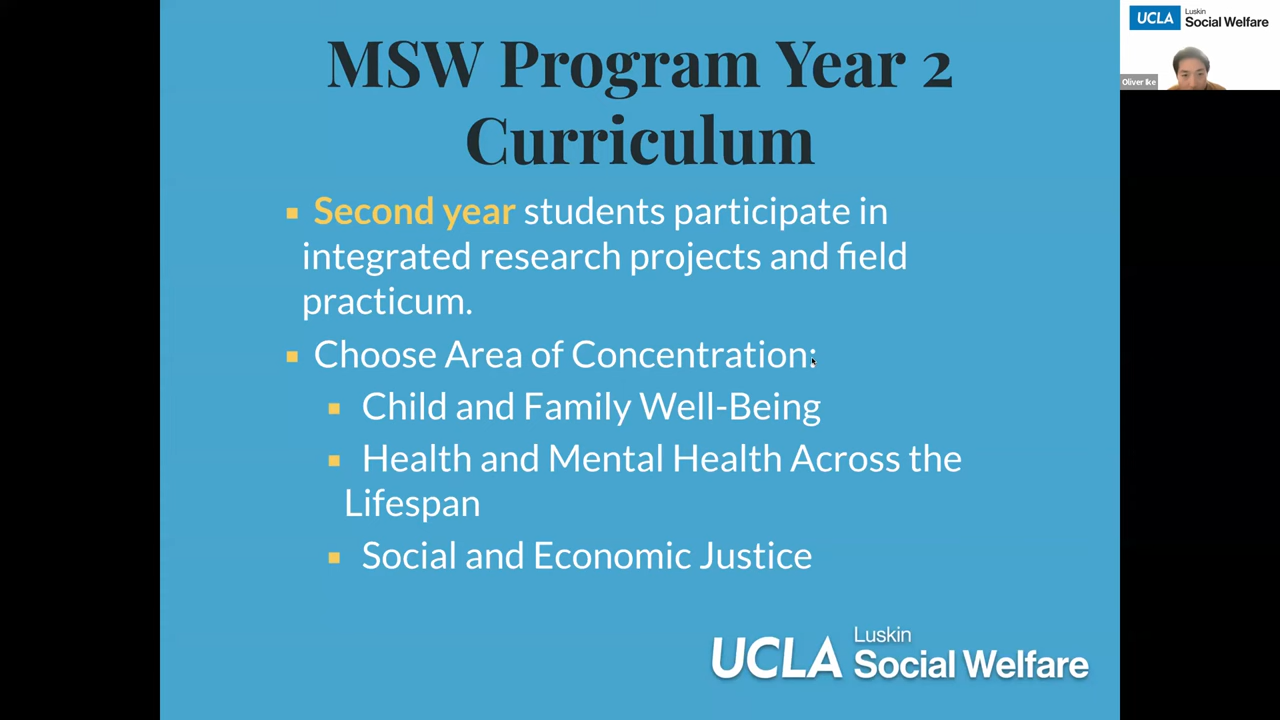 MSW Program Year 2
Curriculum
Second year students participate in
integrated research projects and field
practicum.
Choose Area of Concentration:
Child and Family Well-Being
Health and Mental Health Across the
Lifespan
Social and Economic Justice
UCLA Luskin
Social Welfare
UCLA Luskin
Social Welfare
Oliver Ike